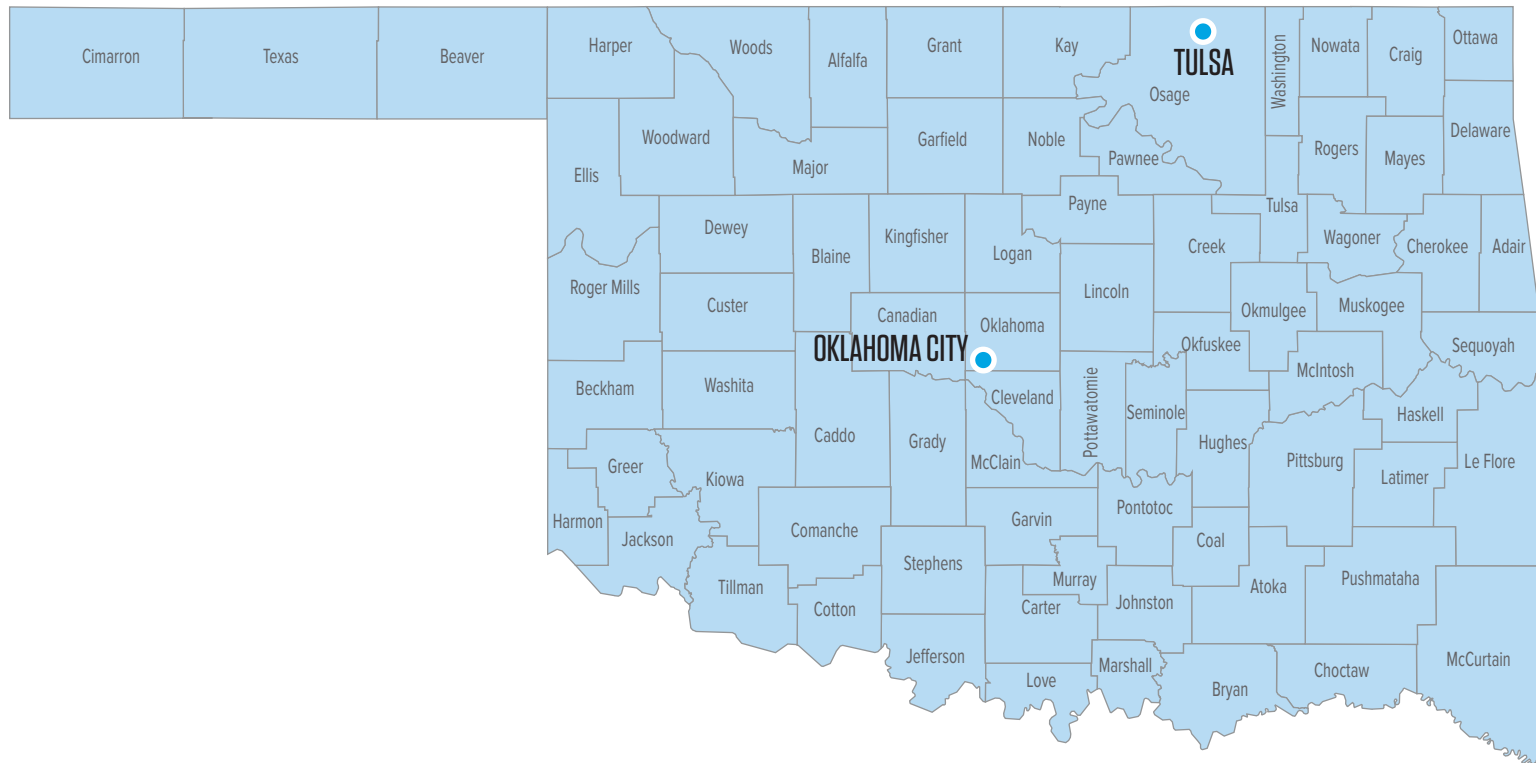 Cimarron
Texas
Beaver
Harper
Woods
Alfalfa
Grant
Kay
TULSA
Osage
Washington
Nowata
Craig
Ottawa
Woodward
Ellis
Major
Garfield
Noble
Pawnee
Rogers
Mayes
Delaware
Dewey
Blaine
Kingfisher
Logan
Payne
Creek
Tulsa
Wagoner
Cherokee
Adair
Roger Mills
Custer
Canadian
Oklahoma
Lincoln
Okmulgee
Muskogee
OKLAHOMA CITY
Okfuskee
Sequoyah
Beckham
Washita
Caddo
Grady
Cleveland
McClain
Pottawatomie
Seminole
Hughes
McIntosh
Haskell
Pittsburg
Latimer
Le Flore
Greer
Kiowa
Harmon
Jackson
Comanche
Garvin
Pontotoc
Coal
Tillman
Cotton
Stephens
Murray
Carter
Johnston
Atoka
Pushmataha
Jefferson
Love
Marshall
Bryan
Choctaw
McCurtain